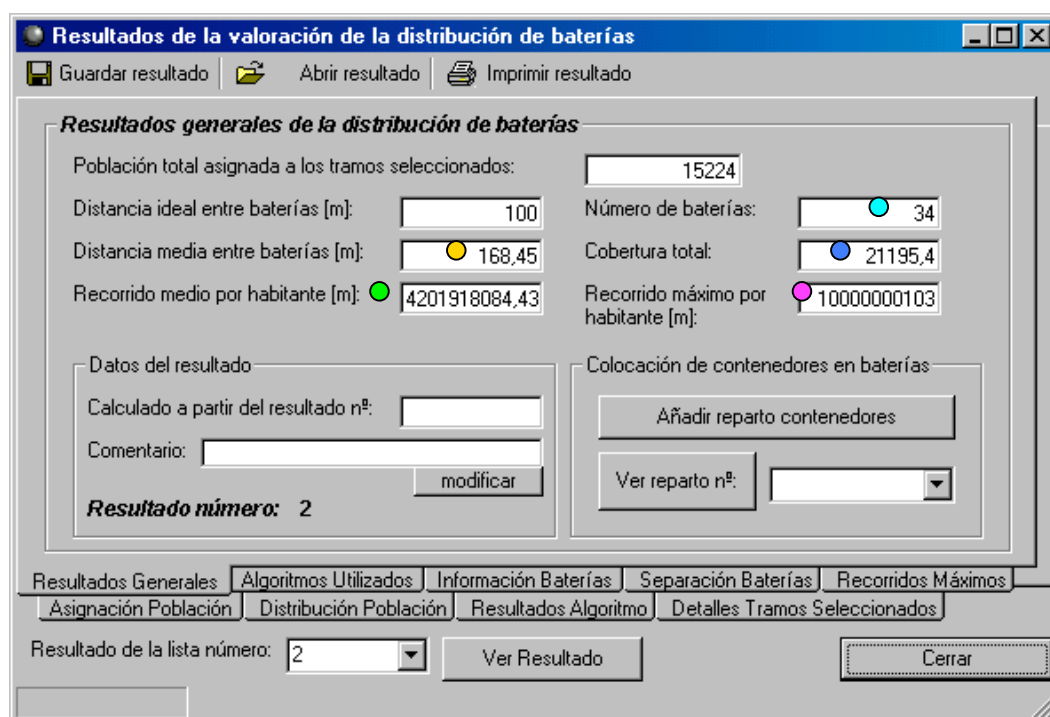 Resultados de la valoración de la distribución de baterías
Guardar resultado Abrir resultado Imprimir resultado
Resultados generales de la distribución de baterías
Población total asignada a los tramos seleccionados: 15224
Distancia ideal entre baterías [m]: 100 Número de baterías: 34
Distancia media entre baterías [m]: 168,45 Cobertura total: 21195,4
Recorrido medio por habitante [m]: 4201918084,43 Recorrido máximo por habitante [m]: 10000000103
Datos del resultado
Calculado a partir del resultado nº:
Comentario:
modificar
Resultado número: 2
Colocación de contenedores en baterías
Añadir reparto contenedores
Ver reparto nº:
Resultados Generales Algoritmos Utilizados Información Baterías Separación Baterías Recorridos Máximos
Asignación Población Distribución Población Resultados Algoritmo Detalles Tramos Seleccionados
Resultado de la lista número: 2 Ver Resultado Cerrar